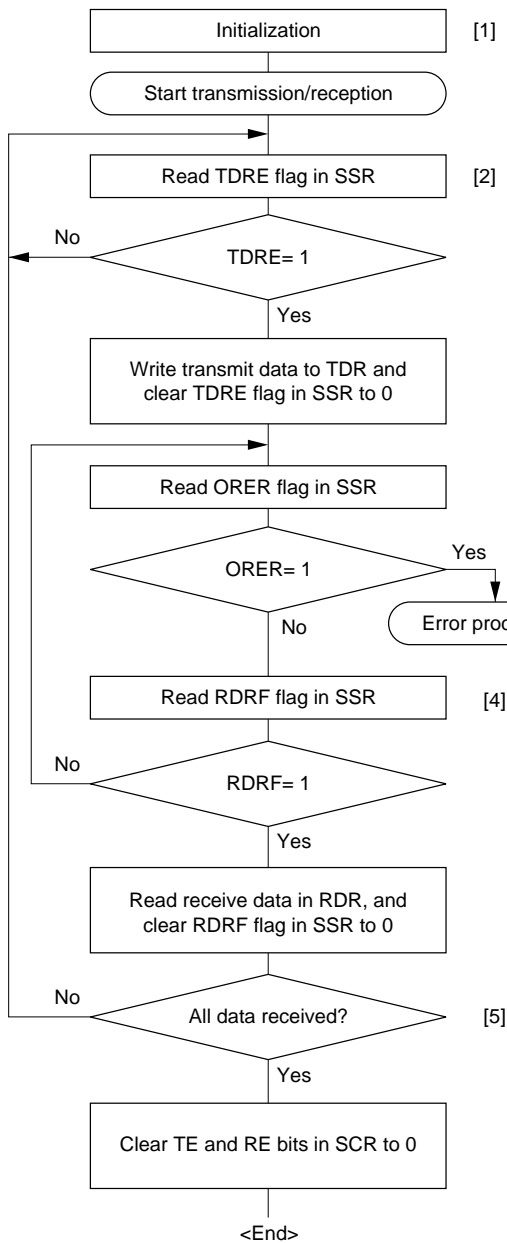 Initialization [1]
Start transmission/reception
Read TDRE flag in SSR [2]
No
TDRE= 1
Yes
Write transmit data to TDR and
clear TDRE flag in SSR to 0
Read ORER flag in SSR
Yes
ORER= 1
No
Error
Read RDRF flag in SSR [4]
No
RDRF= 1
Yes
Read receive data in RDR, and
clear RDRF flag in SSR to 0
No
All data received? [5]
Yes
Clear TE and RE bits in SCR to 0
<End>